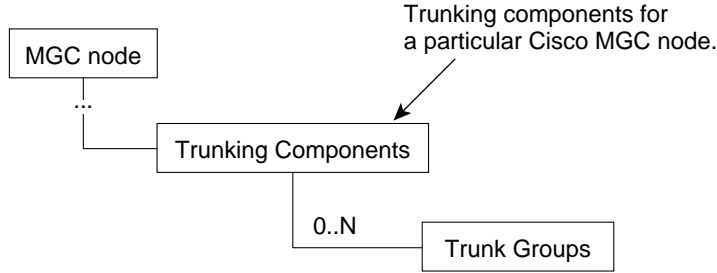 Trunking components for
a particular Cisco MGC node.
MGC node
...
Trunking Components
0..N
Trunk Groups